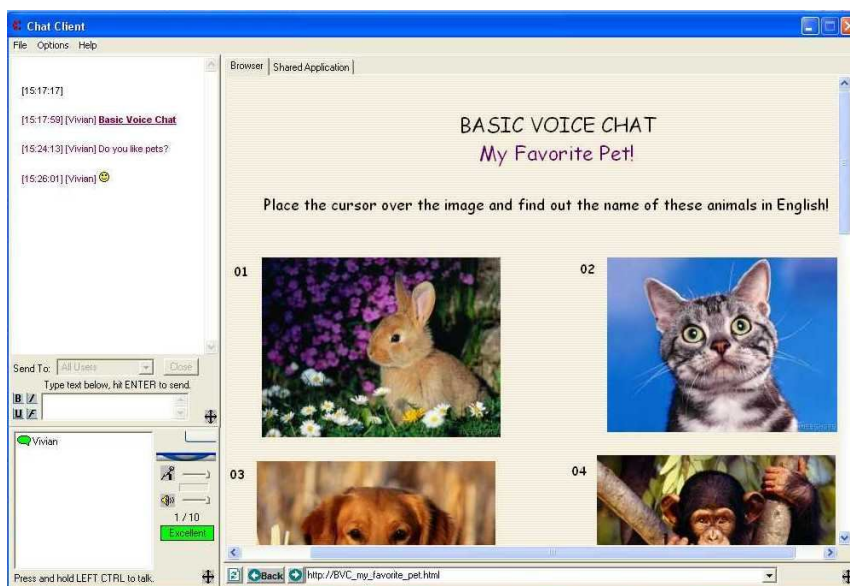 Chat Client
File Options Help
[15:17:17]
[15:17:59] [Vivian] Basic Voice Chat
[15:24:13] [Vivian] Do you like pets?
[15:26:01] [Vivian]
Send To: All Users Close
Type text below, hit ENTER to send.
B I
U F
Vivian
1 / 10
Excellent
Press and hold LEFT CTRL to talk.
Browser Shared Application
BASIC VOICE CHAT
My Favorite Pet!
Place the cursor over the image and find out the name of these animals in English!
01
02
03
04
Back http://BVC_my_favorite_pet.html